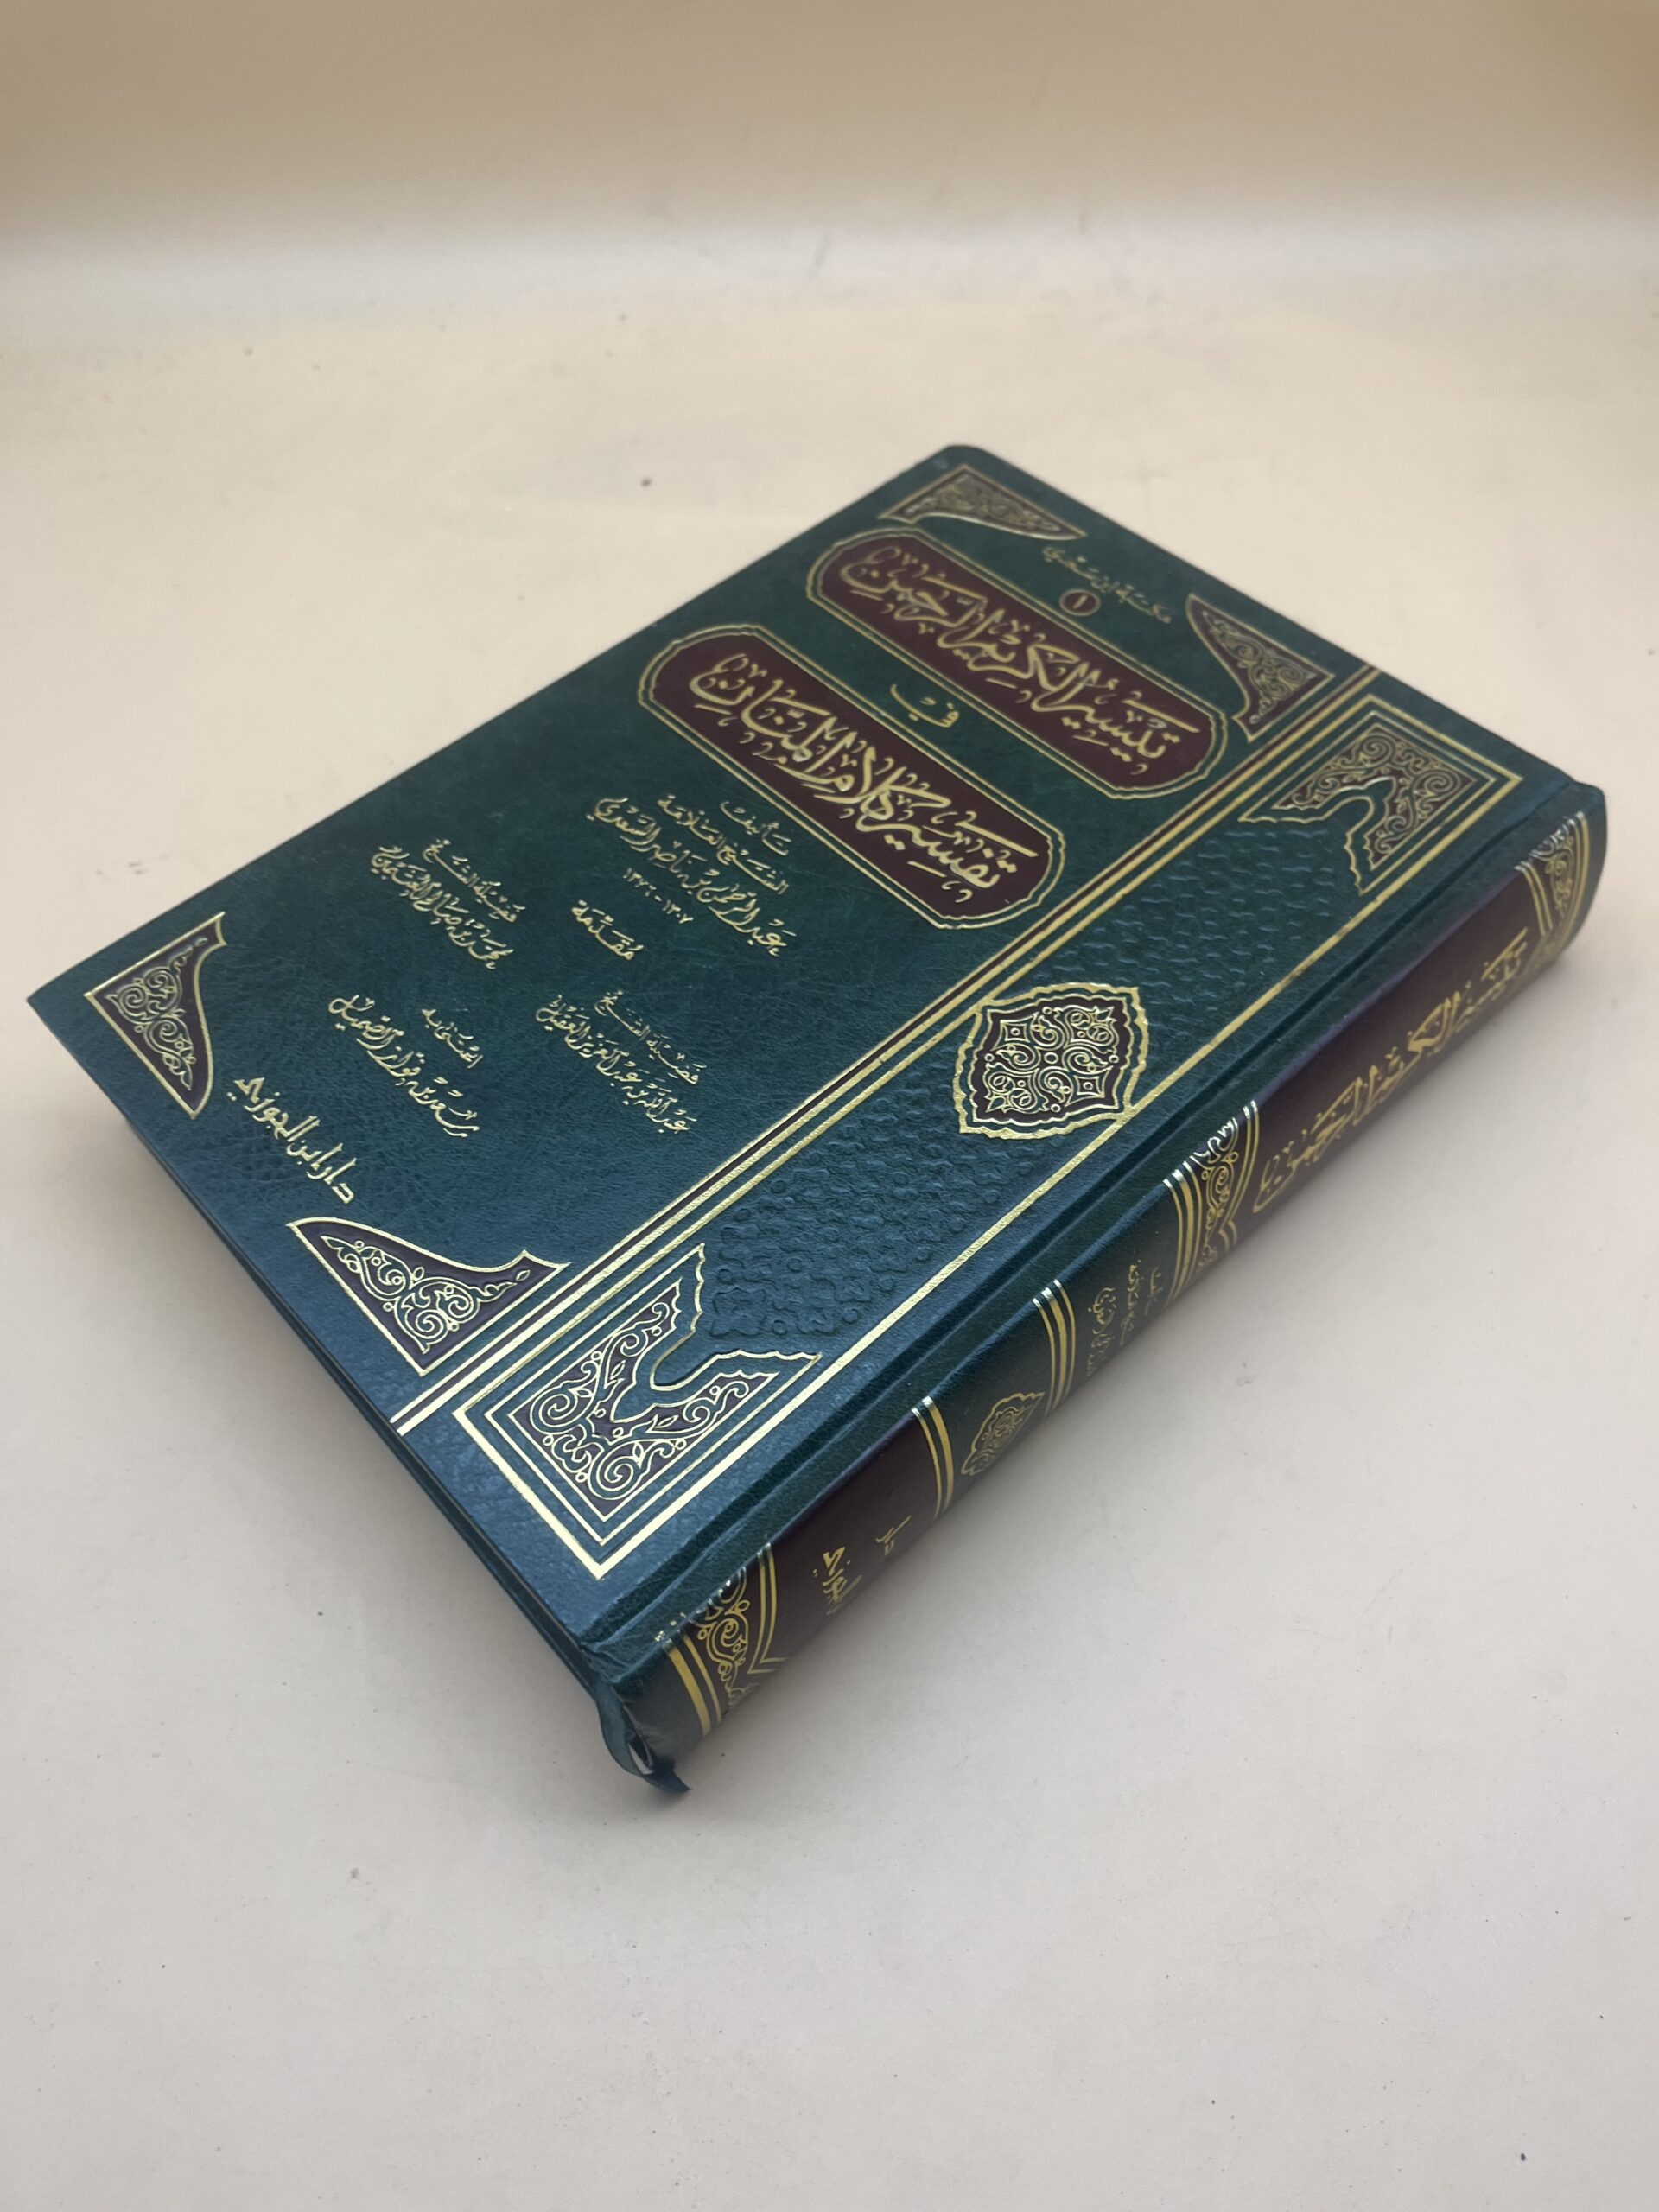 مكتبة ابن سعدي
١
تيسير الكريم الرحمن
في
تفسير كلام المنان
تأليف
الشيخ العلامة
عبد الرحمن بن ناصر السعدي
١٣٠٧-١٣٧٦
مقدمة
فضيلة الشيخ
عبد الله بن عبد العزيز العقيل
فضيلة الشيخ
محمد بن صالح العثيمين
اعتنى به
سعد بن فواز الصميل
دار ابن الجوزي
تيسير الكريم الرحمن